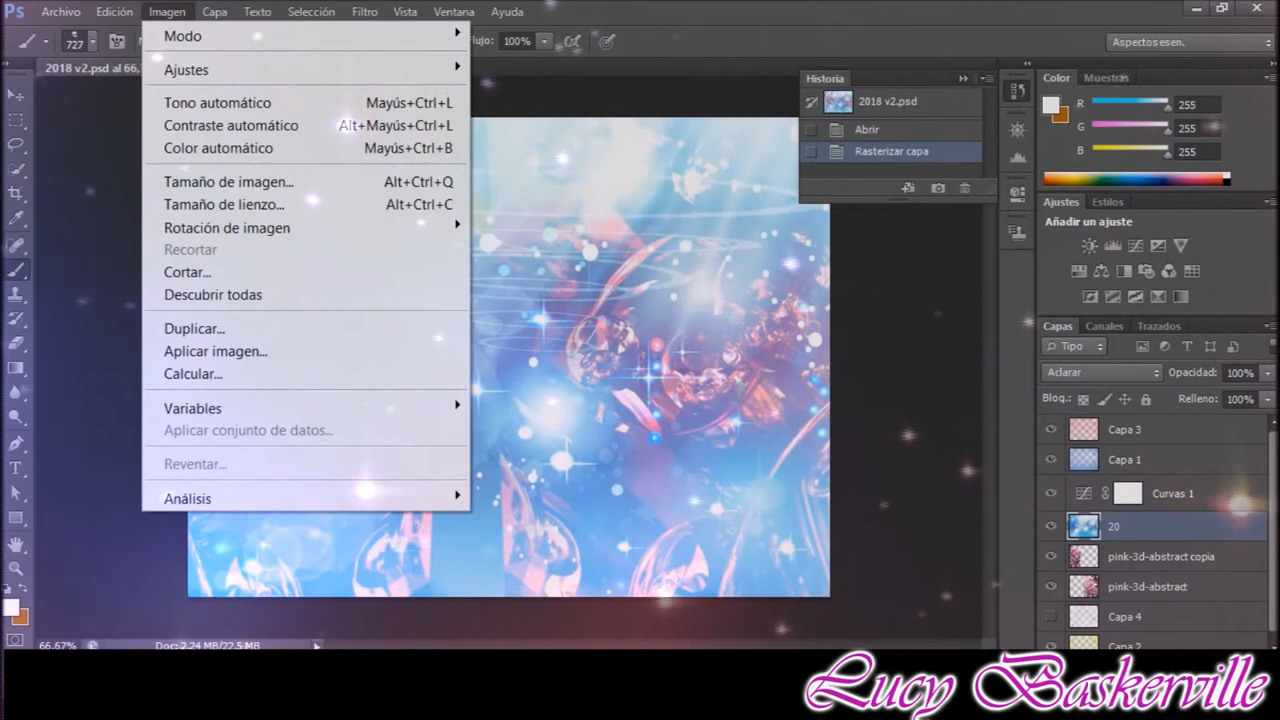 Ps Archivo Edición Imagen Capa Texto Selección Filtro Vista Ventana Ayuda
727 Flujo: 100% Aspectos esen.
2018 v2.psd al 66,
Modo
Ajustes
Tono automático Mayús+Ctrl+L
Contraste automático Alt+Mayús+Ctrl+L
Color automático Mayús+Ctrl+B
Tamaño de imagen... Alt+Ctrl+Q
Tamaño de lienzo... Alt+Ctrl+C
Rotación de imagen
Recortar
Cortar...
Descubrir todas
Duplicar...
Aplicar imagen...
Calcular...
Variables
Aplicar conjunto de datos...
Reventar...
Análisis
Historia
2018 v2.psd
Abrir
Rasterizar capa
Color Muestras
R 255
G 255
B 255
Ajustes Estilos
Añadir un ajuste
Capas Canales Trazados
Tipo
Aclarar Opacidad: 100%
Bloq.: Relleno: 100%
Capa 3
Capa 1
Curvas 1
20
pink-3d-abstract copia
pink-3d-abstract
Capa 4
Capa 2
66,67% Doc: 2,24 MB/22,5 MB
Lucy Baskerville